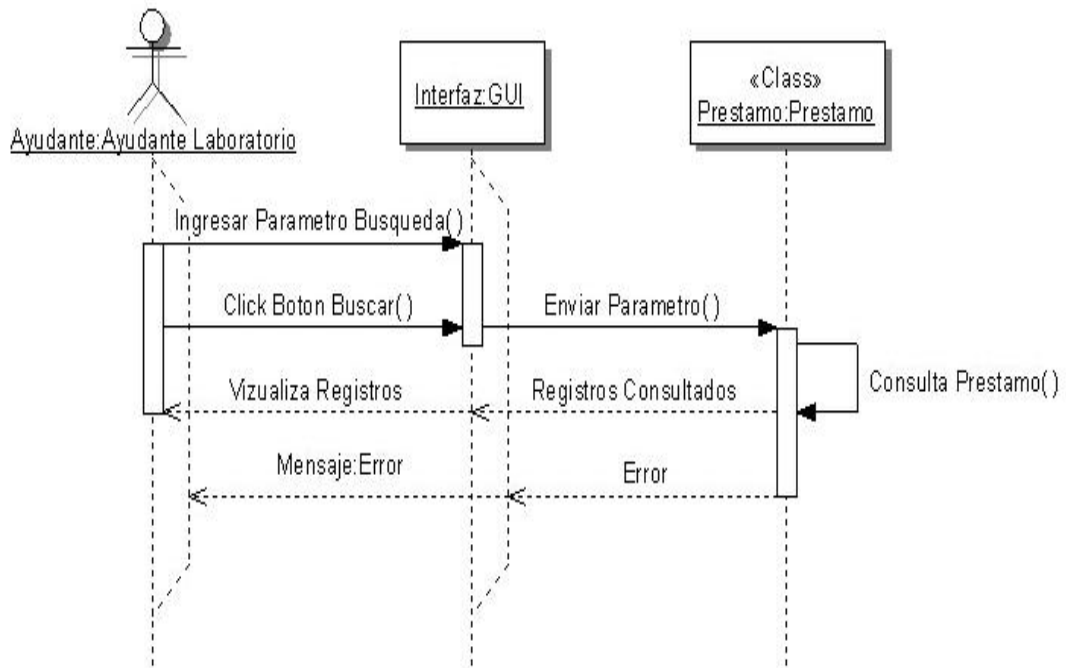 Ayudante:Ayudante Laboratorio
Interfaz:GUI
«Class»
Prestamo:Prestamo
Ingresar Parametro Busqueda()
Click Boton Buscar()
Enviar Parametro()
Consulta Prestamo()
Vizualiza Registros
Registros Consultados
Mensaje:Error
Error